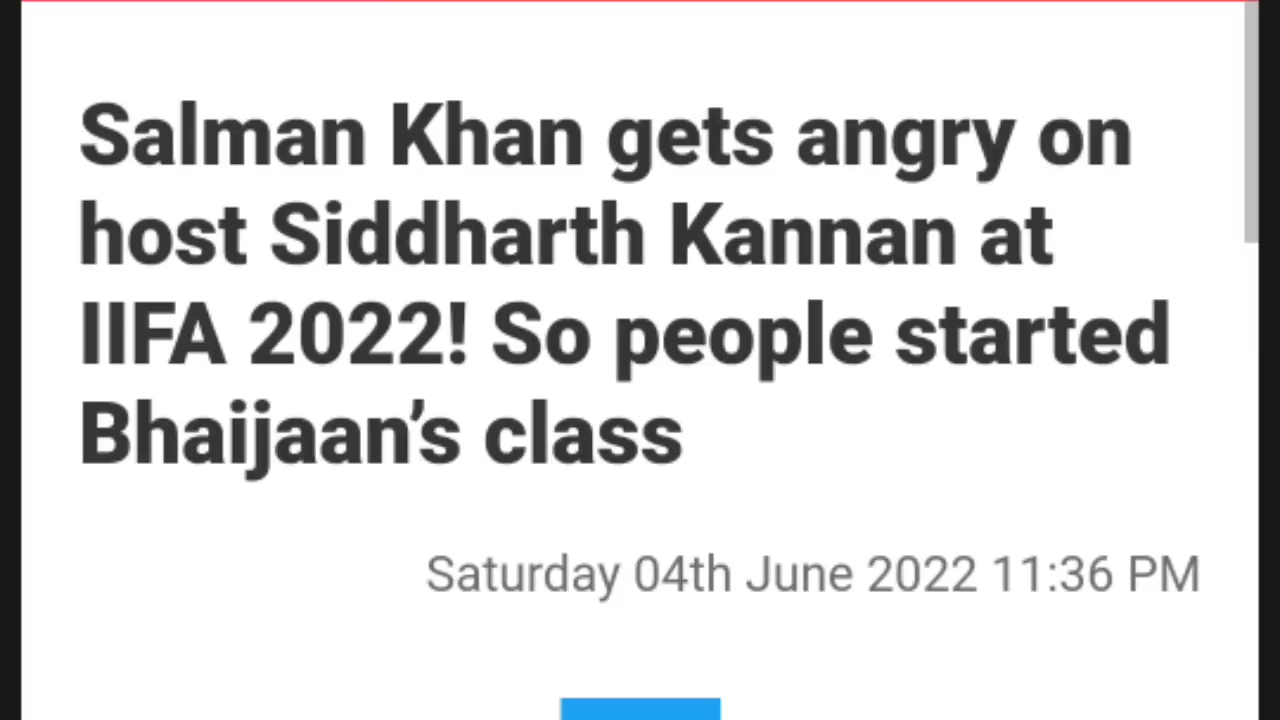 Salman Khan gets angry on
host Siddharth Kannan at
IIFA 2022! So people started
Bhaijaan’s class
Saturday 04th June 2022 11:36 PM